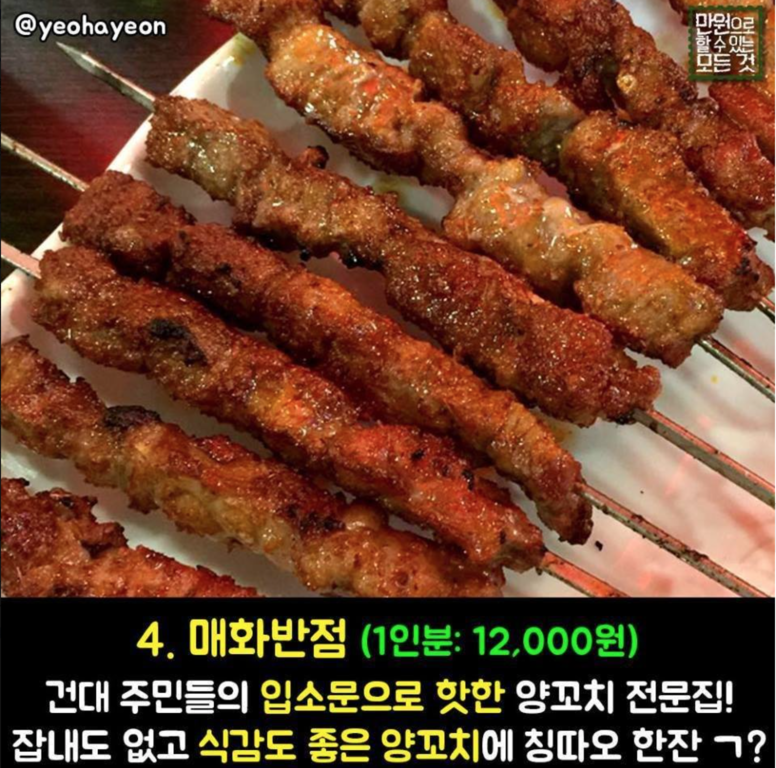 @yeohayeon
만원으로
할 수 있는
모든 것
4. 매화반점 (1인분: 12,000원)
건대 주민들의 입소문으로 핫한 양꼬치 전문집!
잡내도 없고 식감도 좋은 양꼬치에 칭따오 한잔 ㄱ?